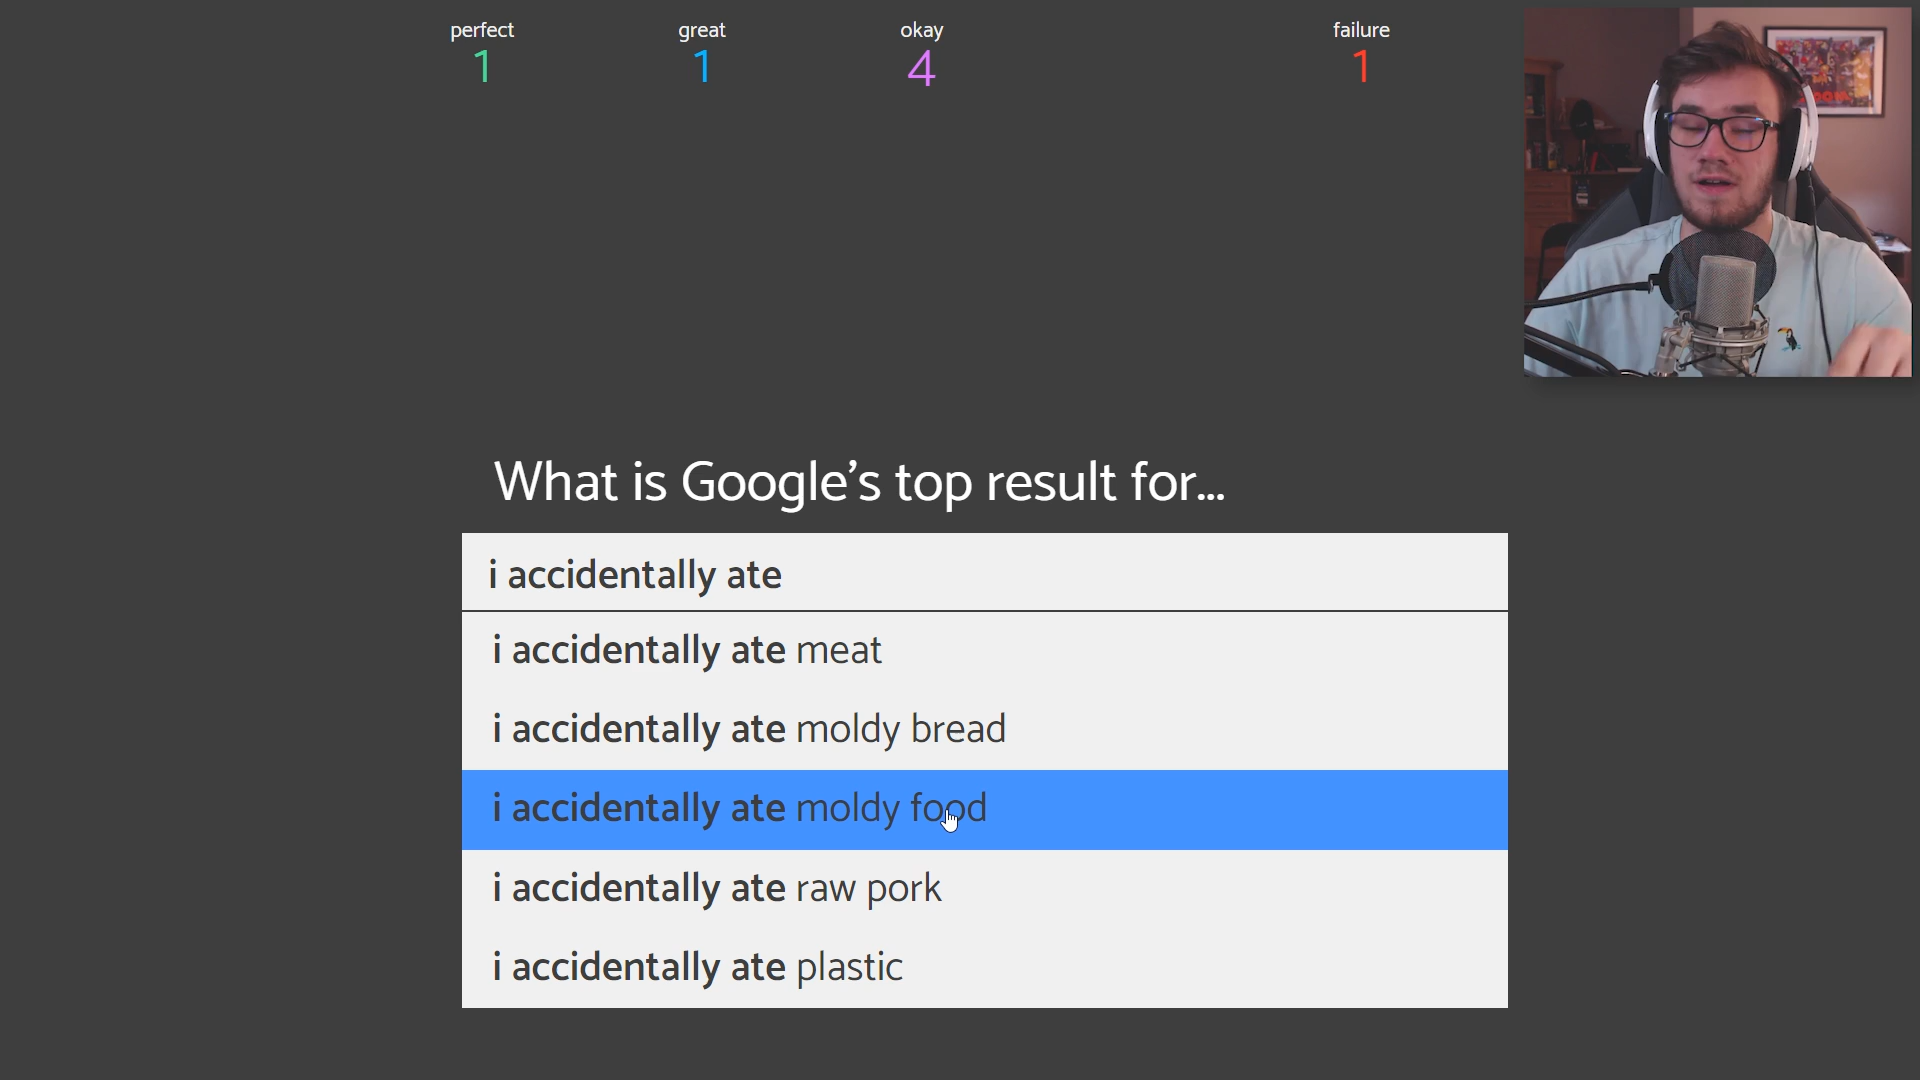 perfect great okay failure
1 1 4 1
What is Google's top result for...
i accidentally ate
i accidentally ate meat
i accidentally ate moldy bread
i accidentally ate moldy food
i accidentally ate raw pork
i accidentally ate plastic